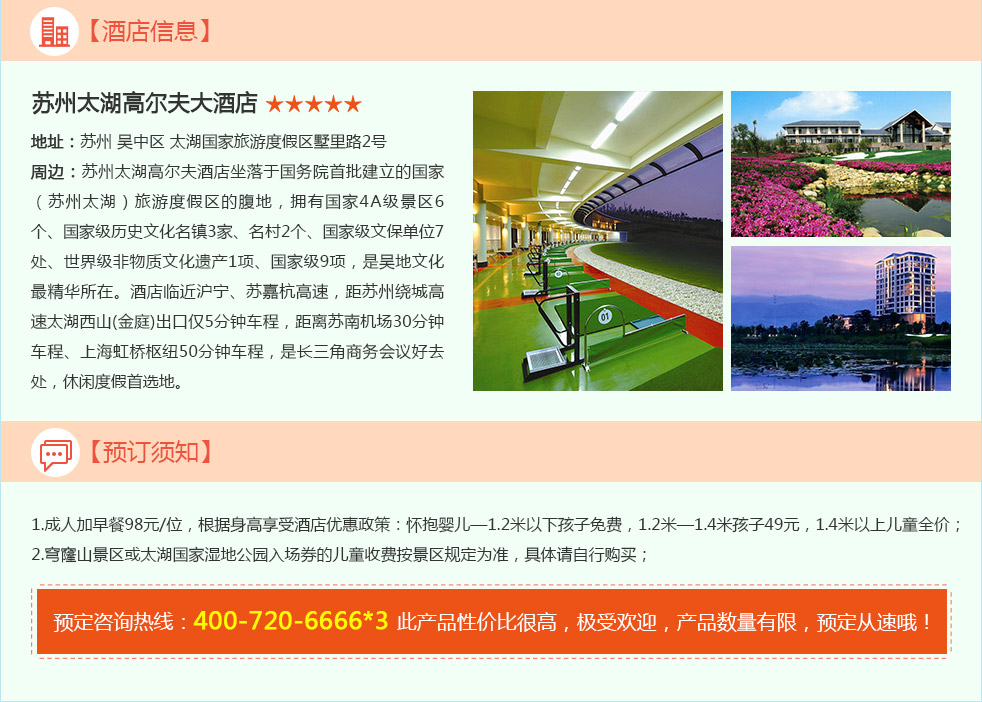 【酒店信息】
苏州太湖高尔夫大酒店 ★★★★★
地址：苏州 吴中区 太湖国家旅游度假区墅里路2号
周边：苏州太湖高尔夫酒店坐落于国务院首批建立的国家
（苏州太湖）旅游度假区的腹地，拥有国家4A级景区6
个、国家级历史文化名镇3家、名村2个、国家级文保单位7
处、世界级非物质文化遗产1项、国家级9项，是吴地文化
最精华所在。酒店临近沪宁、苏嘉杭高速，距苏州绕城高
速太湖西山(金庭)出口仅5分钟车程，距离苏南机场30分钟
车程、上海虹桥枢纽50分钟车程，是长三角商务会议好去
处，休闲度假首选地。
01
【预订须知】
1.成人加早餐98元/位，根据身高享受酒店优惠政策：怀抱婴儿—1.2米以下孩子免费，1.2米—1.4米孩子49元，1.4米以上儿童全价；
2.穹窿山景区或太湖国家湿地公园入场券的儿童收费按景区规定为准，具体请自行购买；
预定咨询热线：400-720-6666*3 此产品性价比很高，极受欢迎，产品数量有限，预定从速哦！